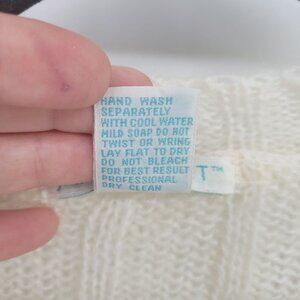 HAND WASH
SEPARATELY
WITH COOL WATER
MILD SOAP DO NOT
TWIST OR WRING
LAY FLAT TO DRY
DO NOT BLEACH
FOR BEST RESULT
PROFESSIONAL
DRY CLEAN
T™